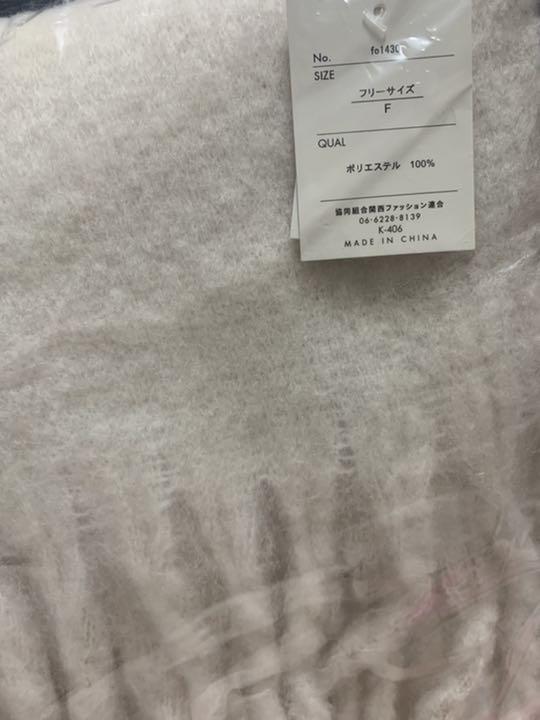 No. fo1430
SIZE
フリーサイズ
F
QUAL
ポリエステル 100%
協同組合関西ファッション連合
06-6228-8139
K-406
MADE IN CHINA